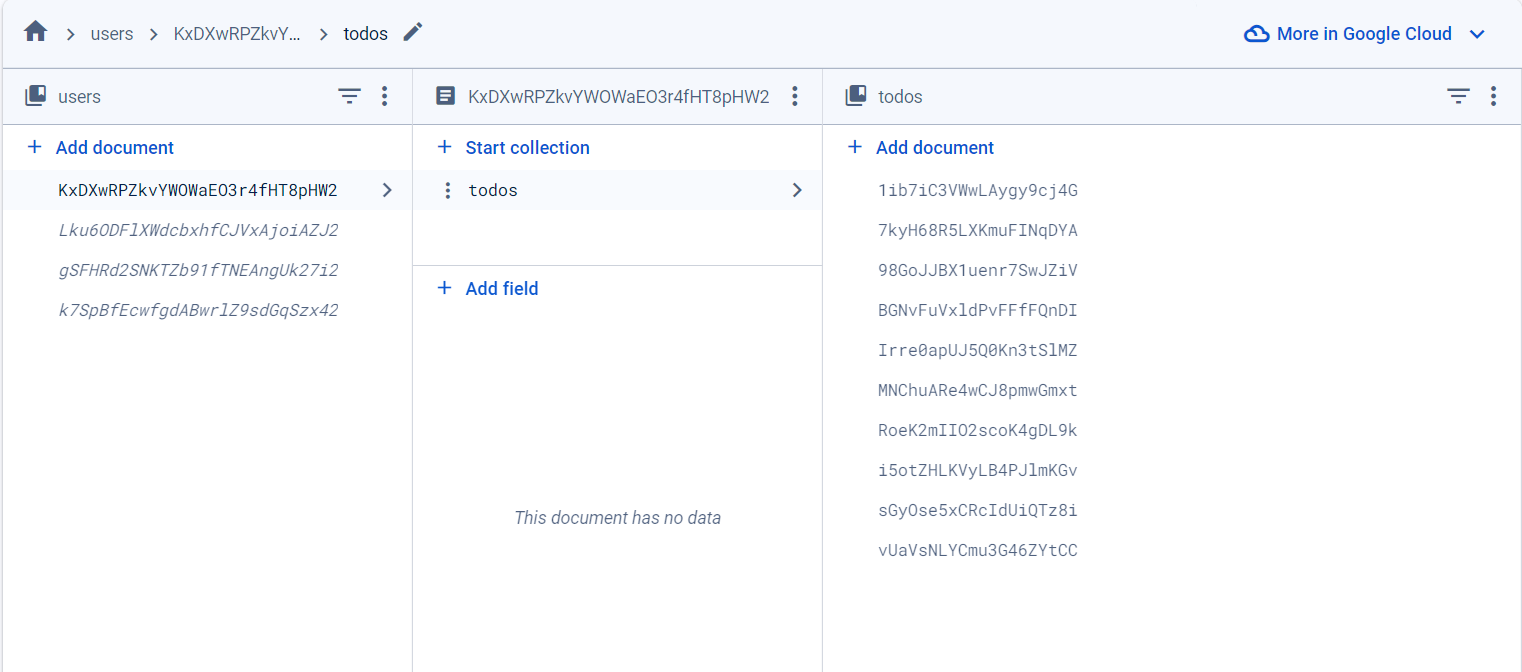 users KxDXwRPZkvY... todos More in Google Cloud
users
Add document
KxDXwRPZkvYWOWaEO3r4fHT8pHW2
Lku6ODFlXWdcbxhfCJVxAjoiAZJ2
gSFHRd2SNKTZb91fTNEAngUk27i2
k7SpBfEcwfgdABwrlZ9sdGqSzx42
KxDXwRPZkvYWOWaEO3r4fHT8pHW2
Start collection
todos
Add field
This document has no data
todos
Add document
1ib7iC3VWwLAygy9cj4G
7kyH68R5LXKmuFINqDYA
98GoJJBX1uenr7SwJZiV
BGNvFuVxldPvFFfFQnDI
Irre0apUJ5Q0Kn3tSlMZ
MNChuARe4wCJ8pmwGmxt
RoeK2mIIO2scoK4gDL9k
i5otZHLKVyLB4PJlmKGv
sGyOse5xCRcIdUiQTz8i
vUaVsNLYCmu3G46ZYtCC